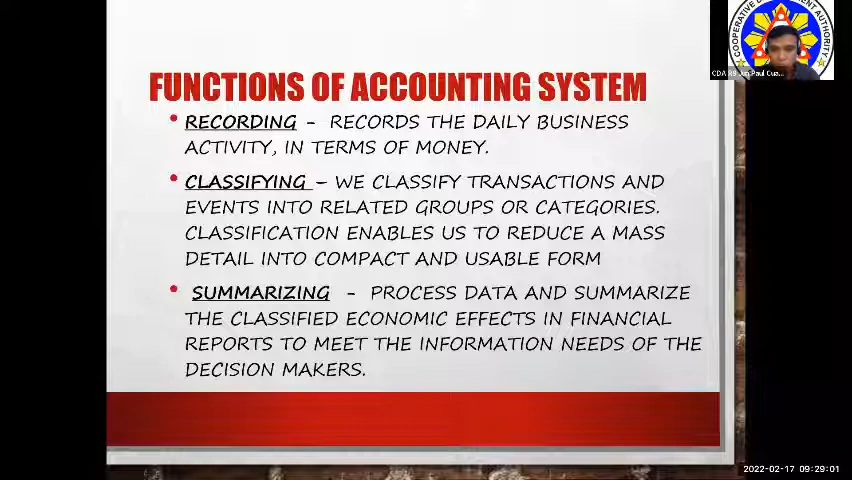 COOPERATIVE DEVELOPMENT AUTHORITY
FUNCTIONS OF ACCOUNTING SYSTEM
• RECORDING - RECORDS THE DAILY BUSINESS
ACTIVITY, IN TERMS OF MONEY.
• CLASSIFYING – WE CLASSIFY TRANSACTIONS AND
EVENTS INTO RELATED GROUPS OR CATEGORIES.
CLASSIFICATION ENABLES US TO REDUCE A MASS
DETAIL INTO COMPACT AND USABLE FORM
• SUMMARIZING - PROCESS DATA AND SUMMARIZE
THE CLASSIFIED ECONOMIC EFFECTS IN FINANCIAL
REPORTS TO MEET THE INFORMATION NEEDS OF THE
DECISION MAKERS.
2022-02-17 09:29:01